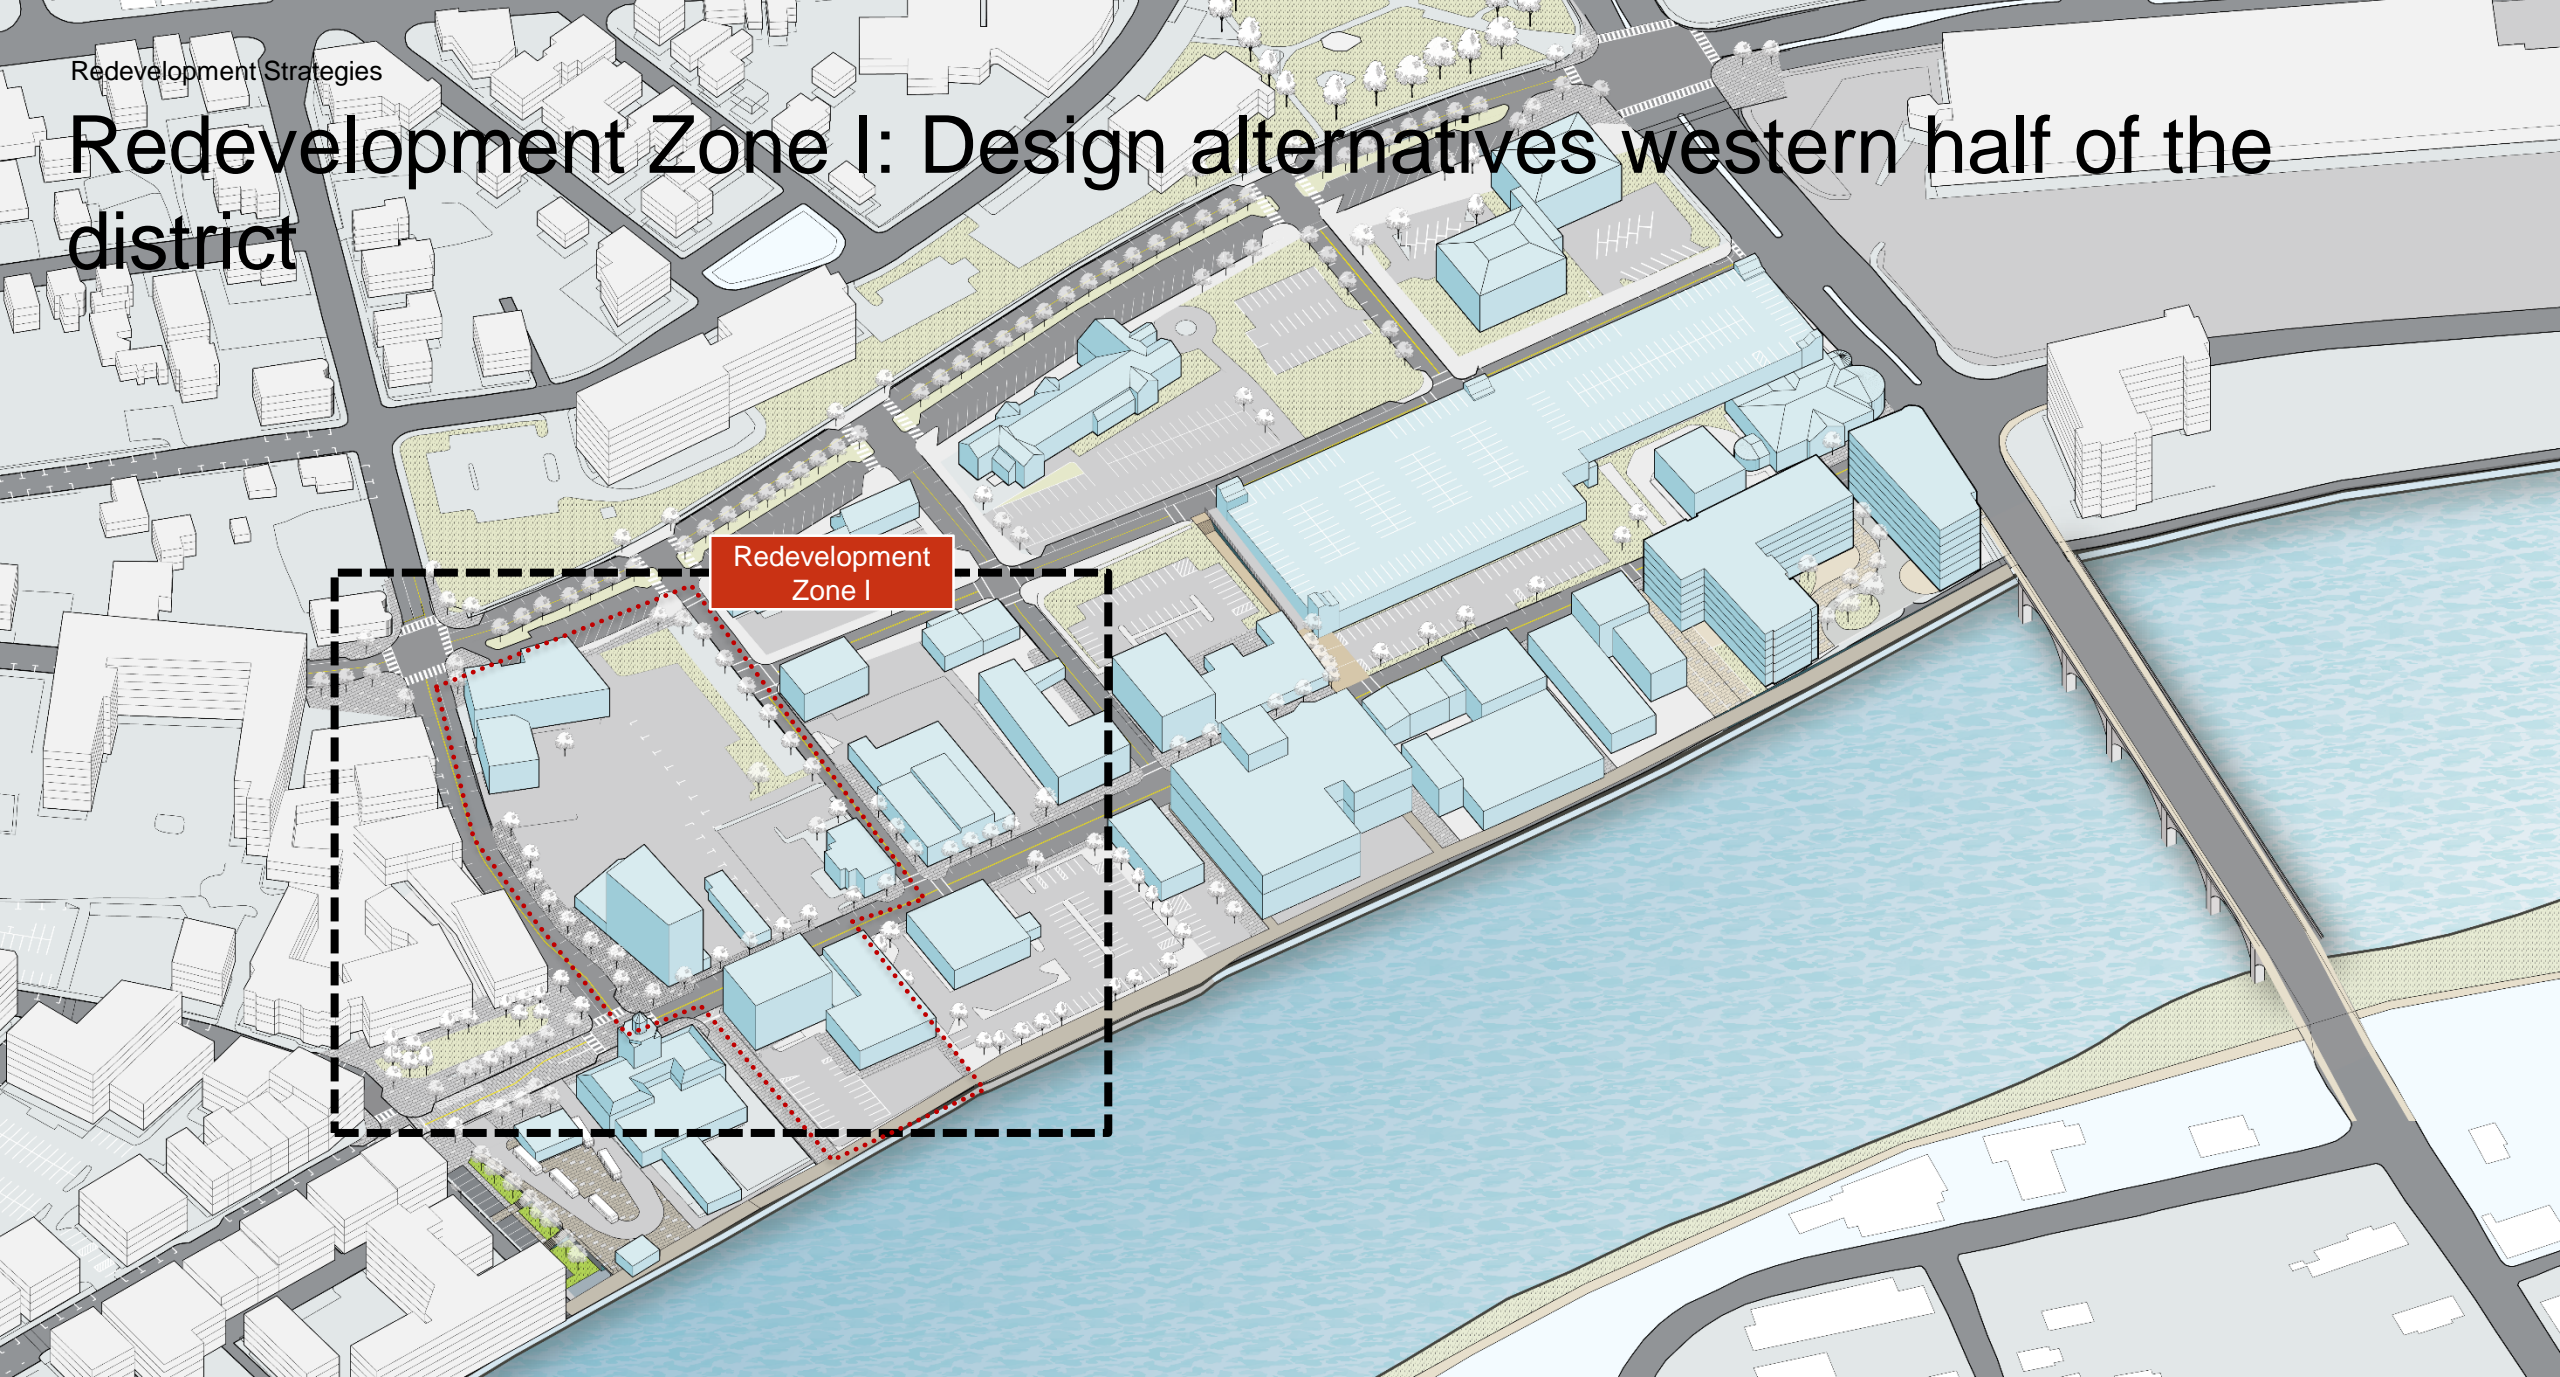 Redevelopment Strategies
Redevelopment Zone I: Design alternatives western half of the
district
Redevelopment
Zone I